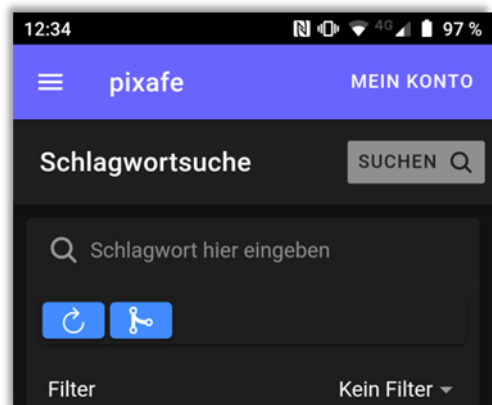 12:34 4G 97 %
pixafe MEIN KONTO
Schlagwortsuche SUCHEN
Schlagwort hier eingeben
Filter Kein Filter